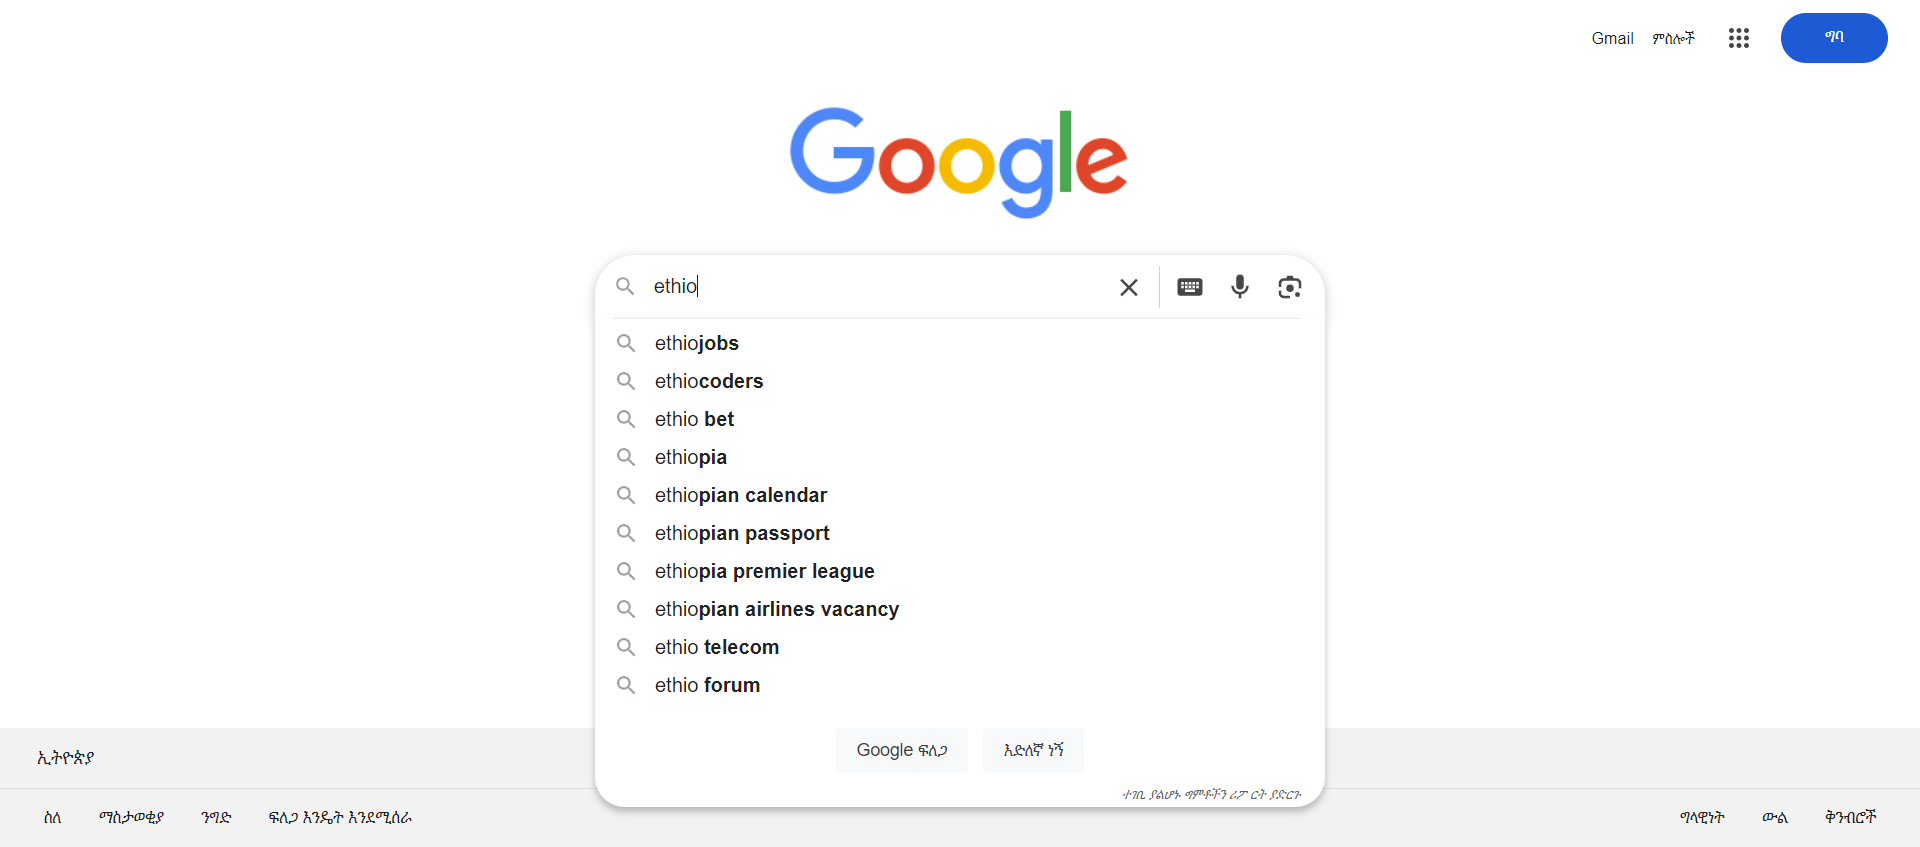 Gmail ምስሎች ግባ
Google
ethio
ethiojobs
ethiocoders
ethio bet
ethiopia
ethiopian calendar
ethiopian passport
ethiopia premier league
ethiopian airlines vacancy
ethio telecom
ethio forum
Google ፍለጋ እድለኛ ነኝ
ተገቢ ያልሆኑ ግምቶችን ሪፖርት ያድርጉ
ኢትዮጵያ
ስለ ማስታወቂያ ንግድ ፍለጋ እንዴት እንደሚሰራ ግላዊነት ውል ቅንብሮች